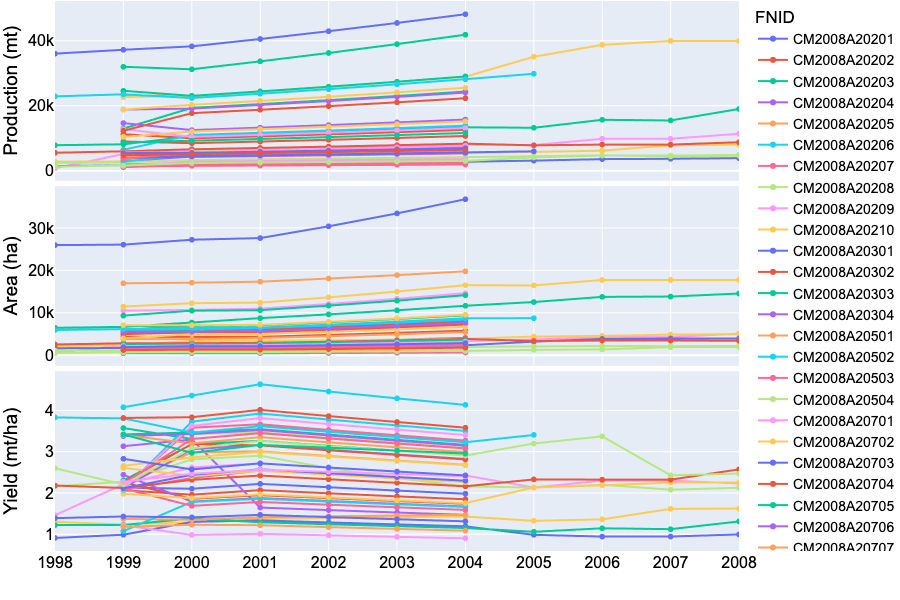 FNID
Production (mt)
40k
20k
0
Area (ha)
30k
20k
10k
0
Yield (mt/ha)
4
3
2
1
1998 1999 2000 2001 2002 2003 2004 2005 2006 2007 2008
CM2008A20201
CM2008A20202
CM2008A20203
CM2008A20204
CM2008A20205
CM2008A20206
CM2008A20207
CM2008A20208
CM2008A20209
CM2008A20210
CM2008A20301
CM2008A20302
CM2008A20303
CM2008A20304
CM2008A20501
CM2008A20502
CM2008A20503
CM2008A20504
CM2008A20701
CM2008A20702
CM2008A20703
CM2008A20704
CM2008A20705
CM2008A20706
CM2008A20707